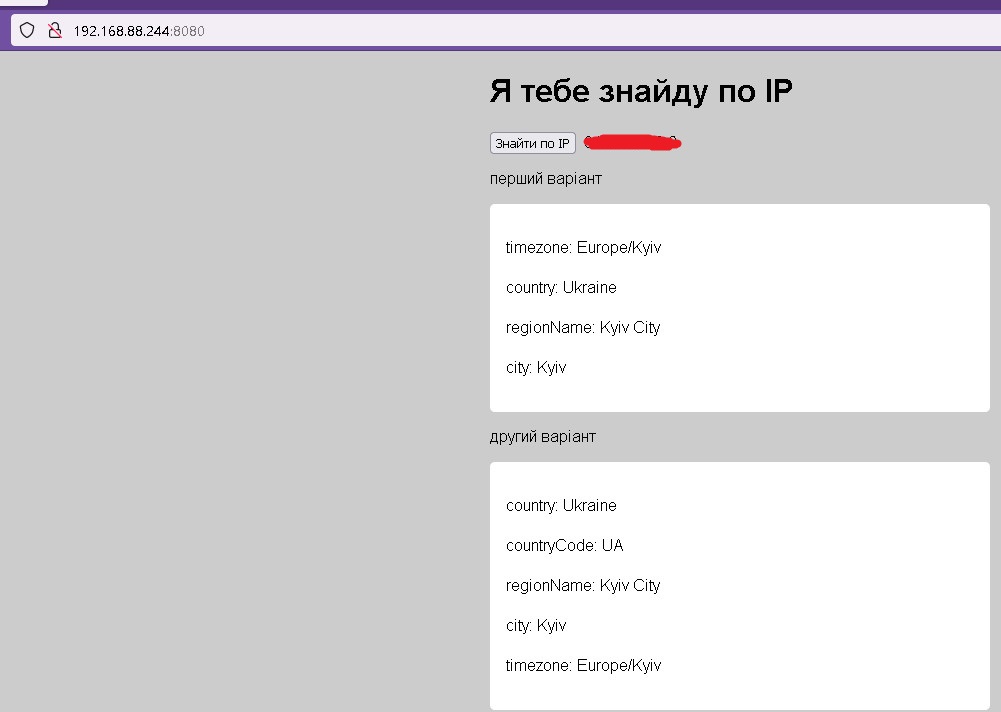 192.168.88.244:8080
Я тебе знайду по IP
Знайти по IP
перший варіант
timezone: Europe/Kyiv
country: Ukraine
regionName: Kyiv City
city: Kyiv
другий варіант
country: Ukraine
countryCode: UA
regionName: Kyiv City
city: Kyiv
timezone: Europe/Kyiv